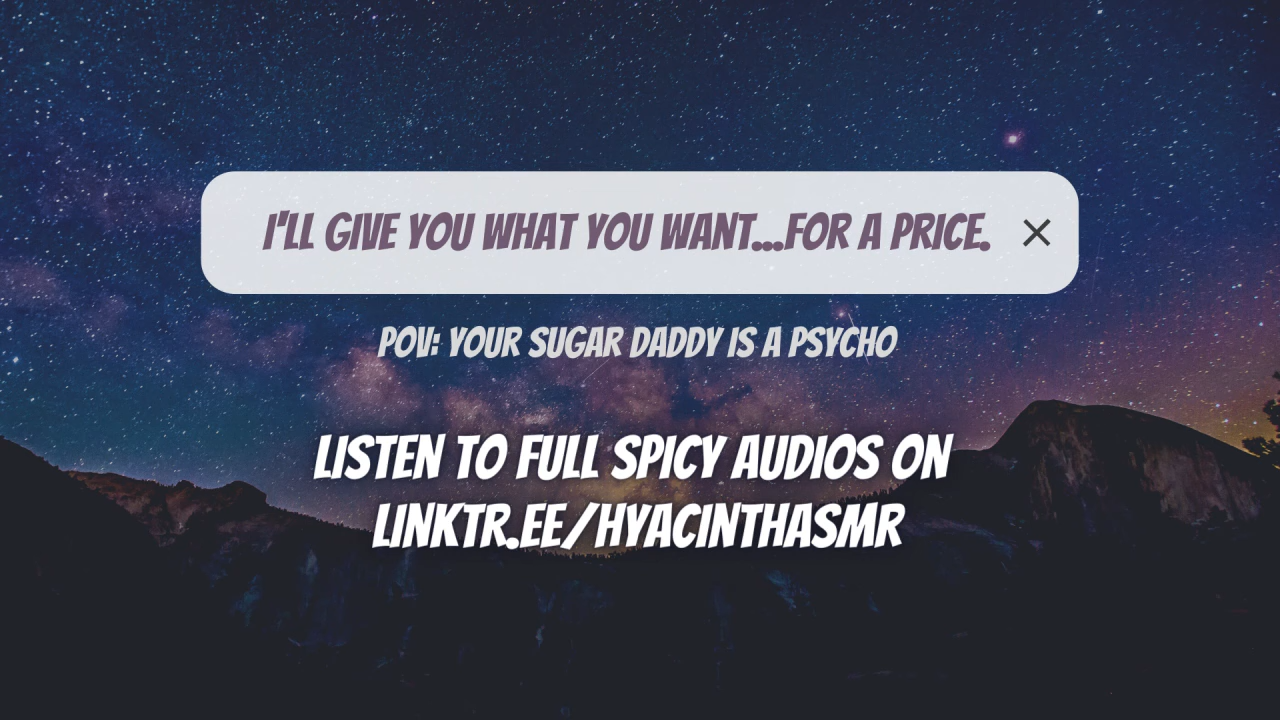 I'LL GIVE YOU WHAT YOU WANT...FOR A PRICE.
POV: YOUR SUGAR DADDY IS A PSYCHO
LISTEN TO FULL SPICY AUDIOS ON
LINKTR.EE/HYACINTHASMR